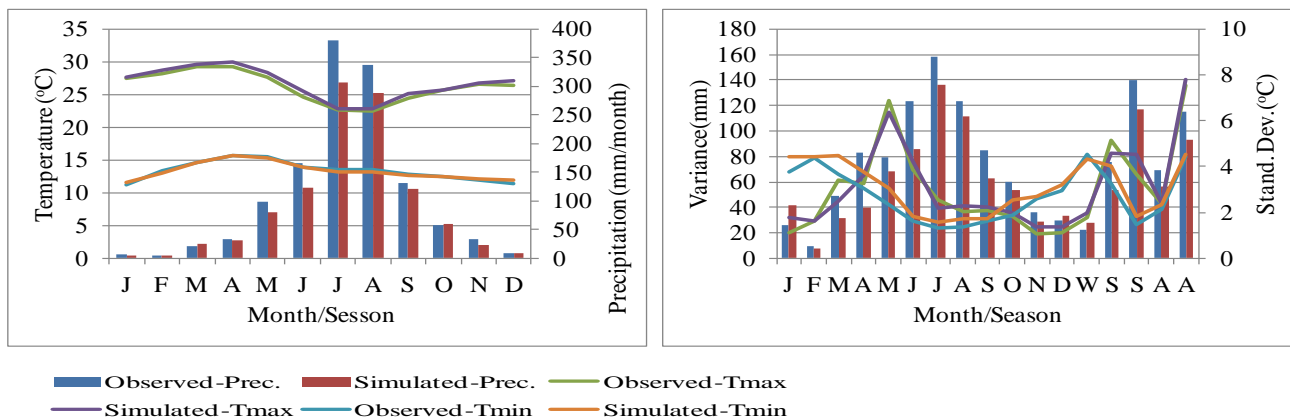 35 400 180 10
30 350 160 8
25 300 140
20 250 120 6
15 200 100
10 150 80 4
5 100 60
0 50 40 2
0 20
0 0
Temperature (oC)
Precipitation (mm/month)
Variance(mm)
Stand. Dev.(oC)
J F M A M J J A S O N D
J F M A M J J A S O N D W S S A A
Month/Sesson
Month/Season
Observed-Prec. Simulated-Prec. Observed-Tmax
Simulated-Tmax Observed-Tmin Simulated-Tmin